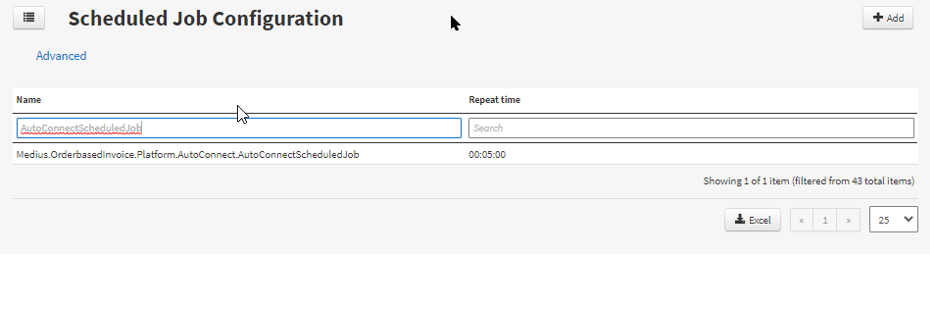 Scheduled Job Configuration
Add
Advanced
Name
Repeat time
AutoConnectScheduledJob
Search
Medius.OrderbasedInvoice.Platform.AutoConnect.AutoConnectScheduledJob
00:05:00
Showing 1 of 1 item (filtered from 43 total items)
Excel
« 1 »
25